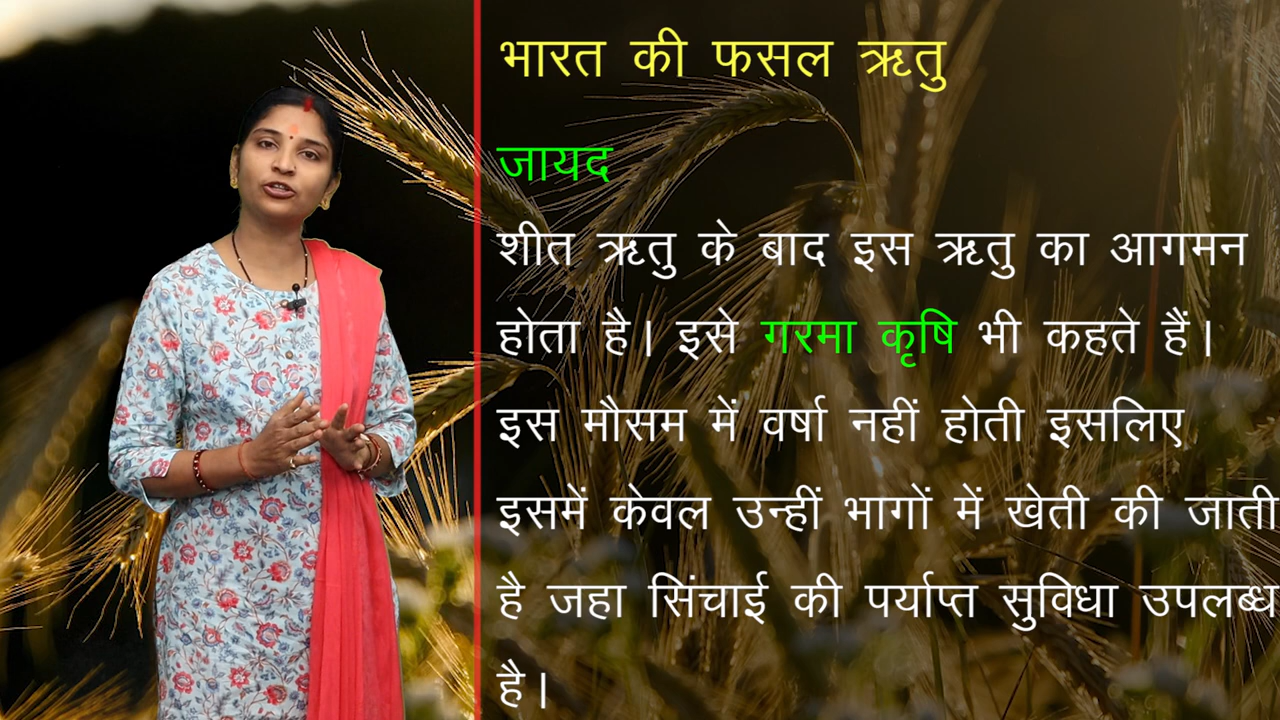 भारत की फसल ऋतु
जायद
शीत ऋतु के बाद इस ऋतु का आगमन
होता है। इसे गरमा कृषि भी कहते हैं।
इस मौसम में वर्षा नहीं होती इसलिए
इसमें केवल उन्हीं भागों में खेती की जाती
है जहा सिंचाई की पर्याप्त सुविधा उपलब्ध
है।